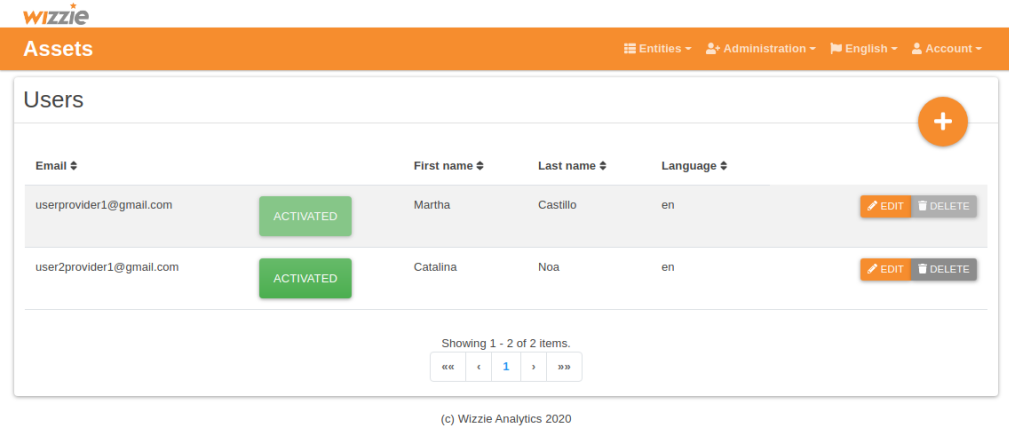 wizzie
Assets Entities Administration English Account
Users
Email First name Last name Language
userprovider1@gmail.com ACTIVATED Martha Castillo en EDIT DELETE
user2provider1@gmail.com ACTIVATED Catalina Noa en EDIT DELETE
Showing 1 - 2 of 2 items.
«« ‹ 1 › »»
(c) Wizzie Analytics 2020